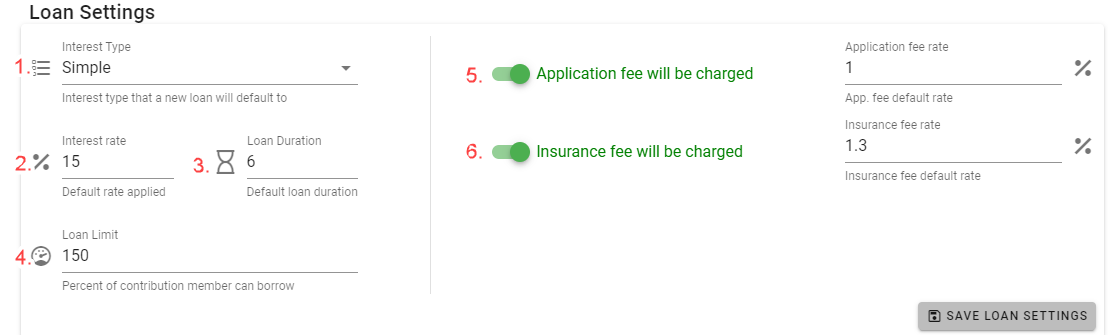 Loan Settings
1. Interest Type
Simple
Interest type that a new loan will default to
2. Interest rate
15
Default rate applied
3. Loan Duration
6
Default loan duration
4. Loan Limit
150
Percent of contribution member can borrow
5. Application fee will be charged
Application fee rate
1 %
App. fee default rate
6. Insurance fee will be charged
Insurance fee rate
1.3 %
Insurance fee default rate
SAVE LOAN SETTINGS